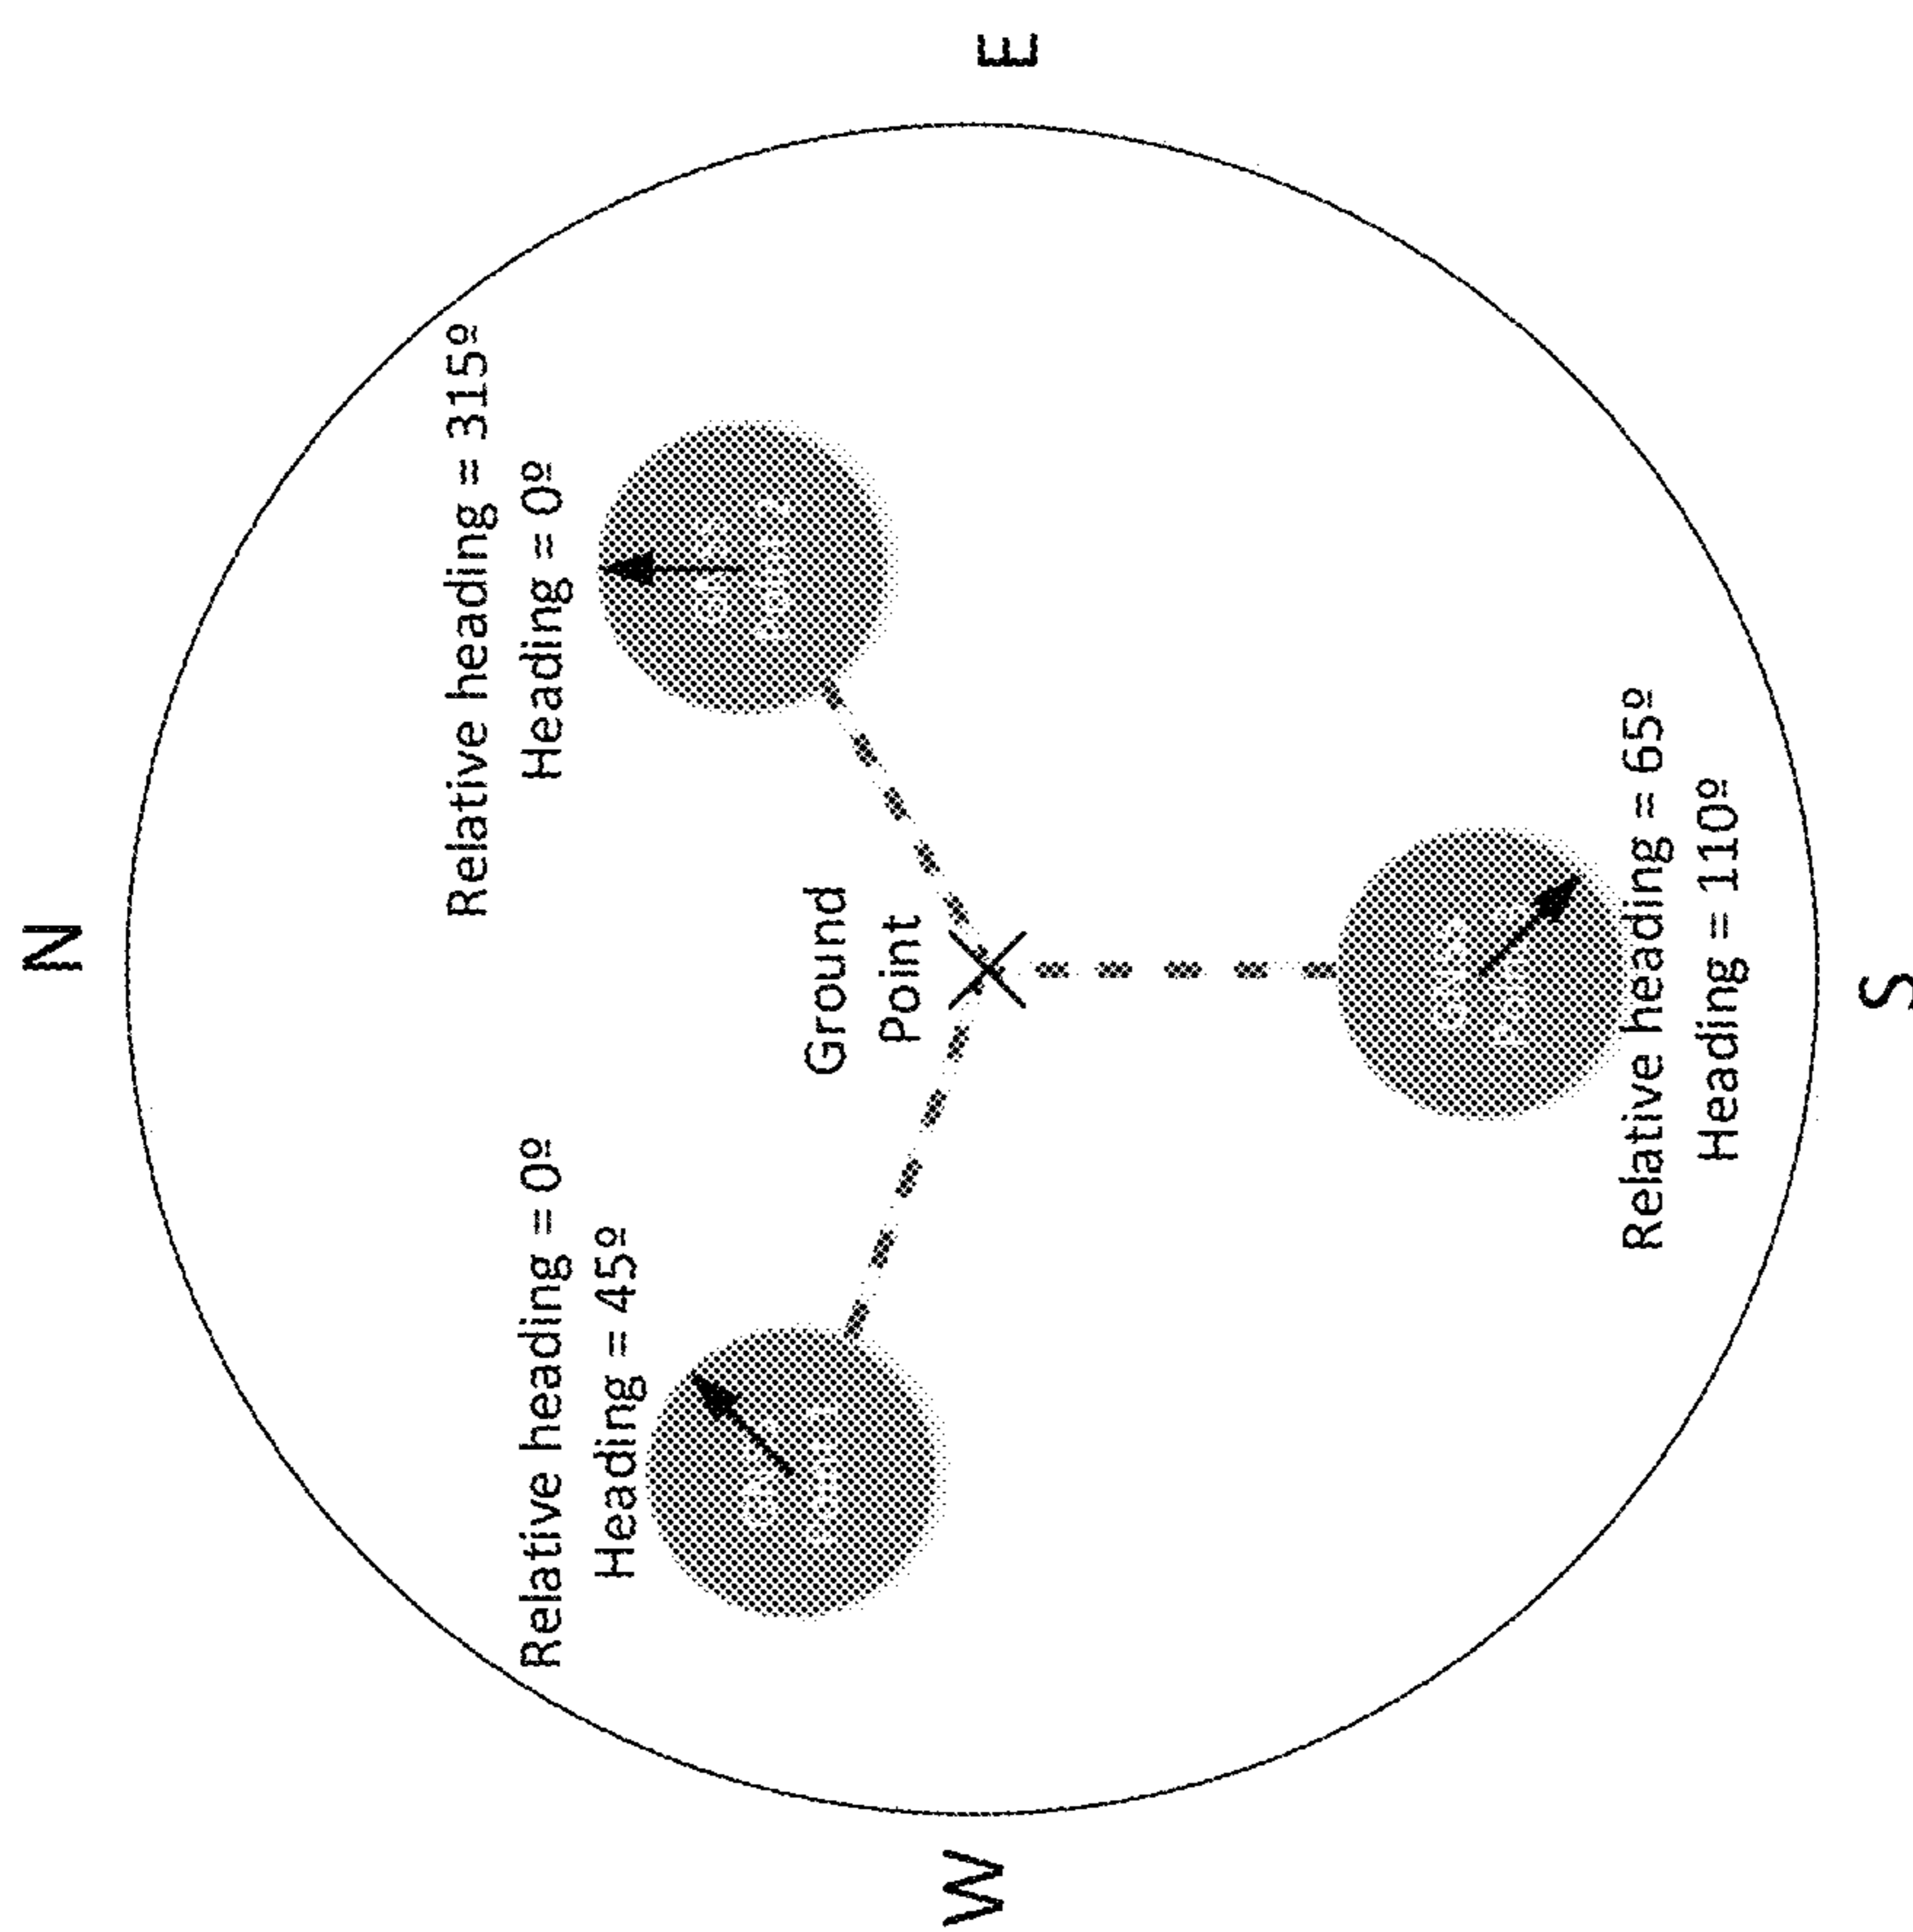 N
Relative heading = 315º
Heading = 0º
Relative heading = 0º
Heading = 45º
Ground
Point
W
E
Relative heading = 65º
Heading = 110º
S